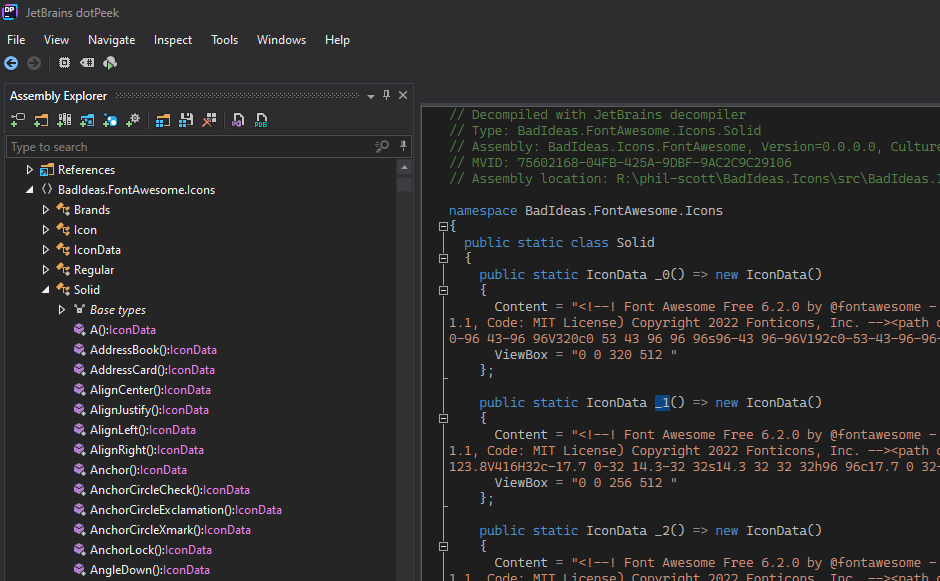 DP JetBrains dotPeek
File View Navigate Inspect Tools Windows Help
Assembly Explorer
Type to search
References
BadIdeas.FontAwesome.Icons
Brands
Icon
IconData
Regular
Solid
Base types
A():IconData
AddressBook():IconData
AddressCard():IconData
AlignCenter():IconData
AlignJustify():IconData
AlignLeft():IconData
AlignRight():IconData
Anchor():IconData
AnchorCircleCheck():IconData
AnchorCircleExclamation():IconData
AnchorCircleXmark():IconData
AnchorLock():IconData
AngleDown():IconData
// Decompiled with JetBrains decompiler
// Type: BadIdeas.FontAwesome.Icons.Solid
// Assembly: BadIdeas.Icons.FontAwesome, Version=0.0.0.0, Culture
// MVID: 75602168-04FB-425A-9DBF-9AC2C9C29106
// Assembly location: R:\phil-scott\BadIdeas.Icons\src\BadIdeas.I
namespace BadIdeas.FontAwesome.Icons
{
public static class Solid
{
public static IconData _0() => new IconData()
{
Content = "<!--! Font Awesome Free 6.2.0 by @fontawesome -
1.1, Code: MIT License) Copyright 2022 Fonticons, Inc. --><path d
0-96 43-96 96V320c0 53 43 96 96 96s96-43 96-96V192c0-53-43-96-96-
ViewBox = "0 0 320 512 "
};
public static IconData _1() => new IconData()
{
Content = "<!--! Font Awesome Free 6.2.0 by @fontawesome -
1.1, Code: MIT License) Copyright 2022 Fonticons, Inc. --><path d
123.8V416H32c-17.7 0-32 14.3-32 32s14.3 32 32 32h96 96c17.7 0 32-
ViewBox = "0 0 256 512 "
};
public static IconData _2() => new IconData()
{
Content = "<!--! Font Awesome Free 6.2.0 by @fontawesome -
1.1, Code: MIT License) Copyright 2022 Fonticons, Inc. --><path d